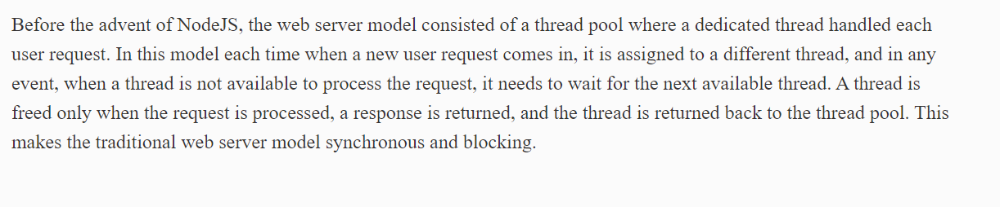 Before the advent of NodeJS, the web server model consisted of a thread pool where a dedicated thread handled each
user request. In this model each time when a new user request comes in, it is assigned to a different thread, and in any
event, when a thread is not available to process the request, it needs to wait for the next available thread. A thread is
freed only when the request is processed, a response is returned, and the thread is returned back to the thread pool. This
makes the traditional web server model synchronous and blocking.